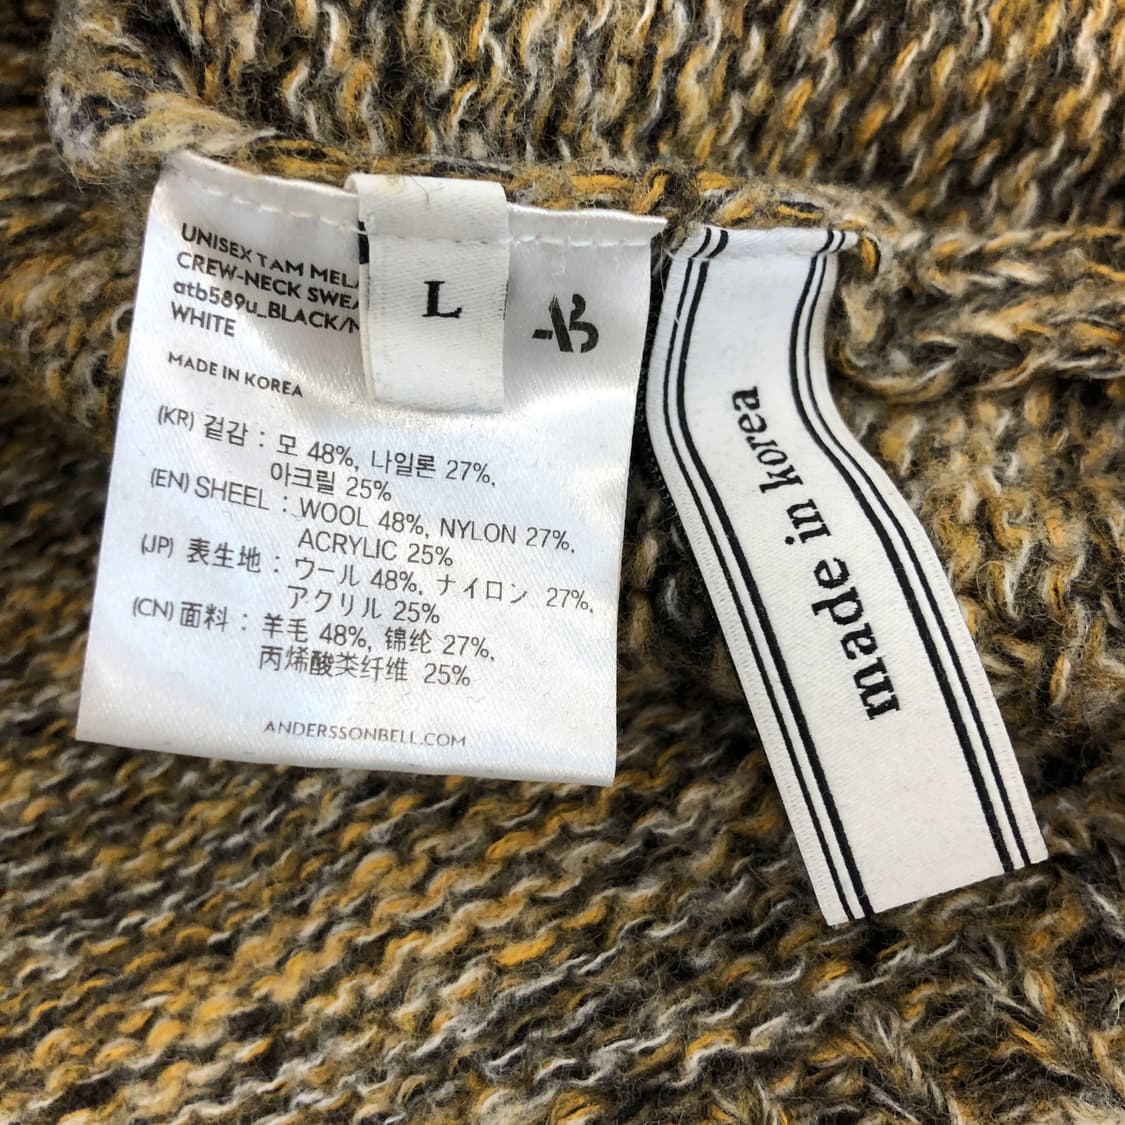 UNISEX TAM
CREW-NECK
atb589u_BLACK/
WHITE
MADE IN KOREA
(KR) 겉감 : 모 48%, 나일론 27%,
아크릴 25%
(EN) SHEEL : WOOL 48%, NYLON 27%,
ACRYLIC 25%
(JP) 表生地 : ウール 48%, ナイロン 27%,
アクリル 25%
(CN) 面料 : 羊毛 48%, 锦纶 27%,
丙烯酸类纤维 25%
ANDERSSONBELL.COM
L
AB
made in korea